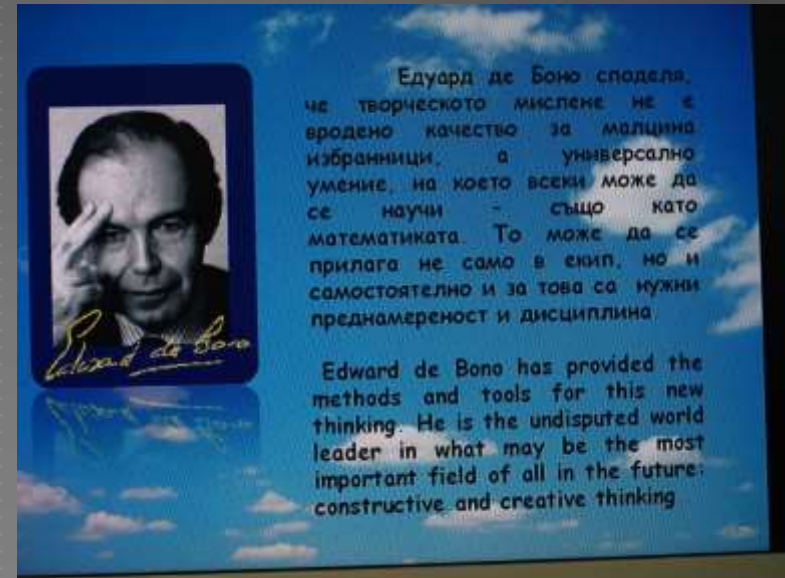 Едуард де Боно споделя,
че творческото мислене не е
вродено качество за малцина
избранници, а универсално
умение, на което всеки може да
се научи - също като
математиката. То може да се
прилага не само в екип, но и
самостоятелно и за това са нужни
преднамереност и дисциплина.
Edward de Bono
Edward de Bono has provided the
methods and tools for this new
thinking. He is the undisputed world
leader in what may be the most
important field of all in the future:
constructive and creative thinking